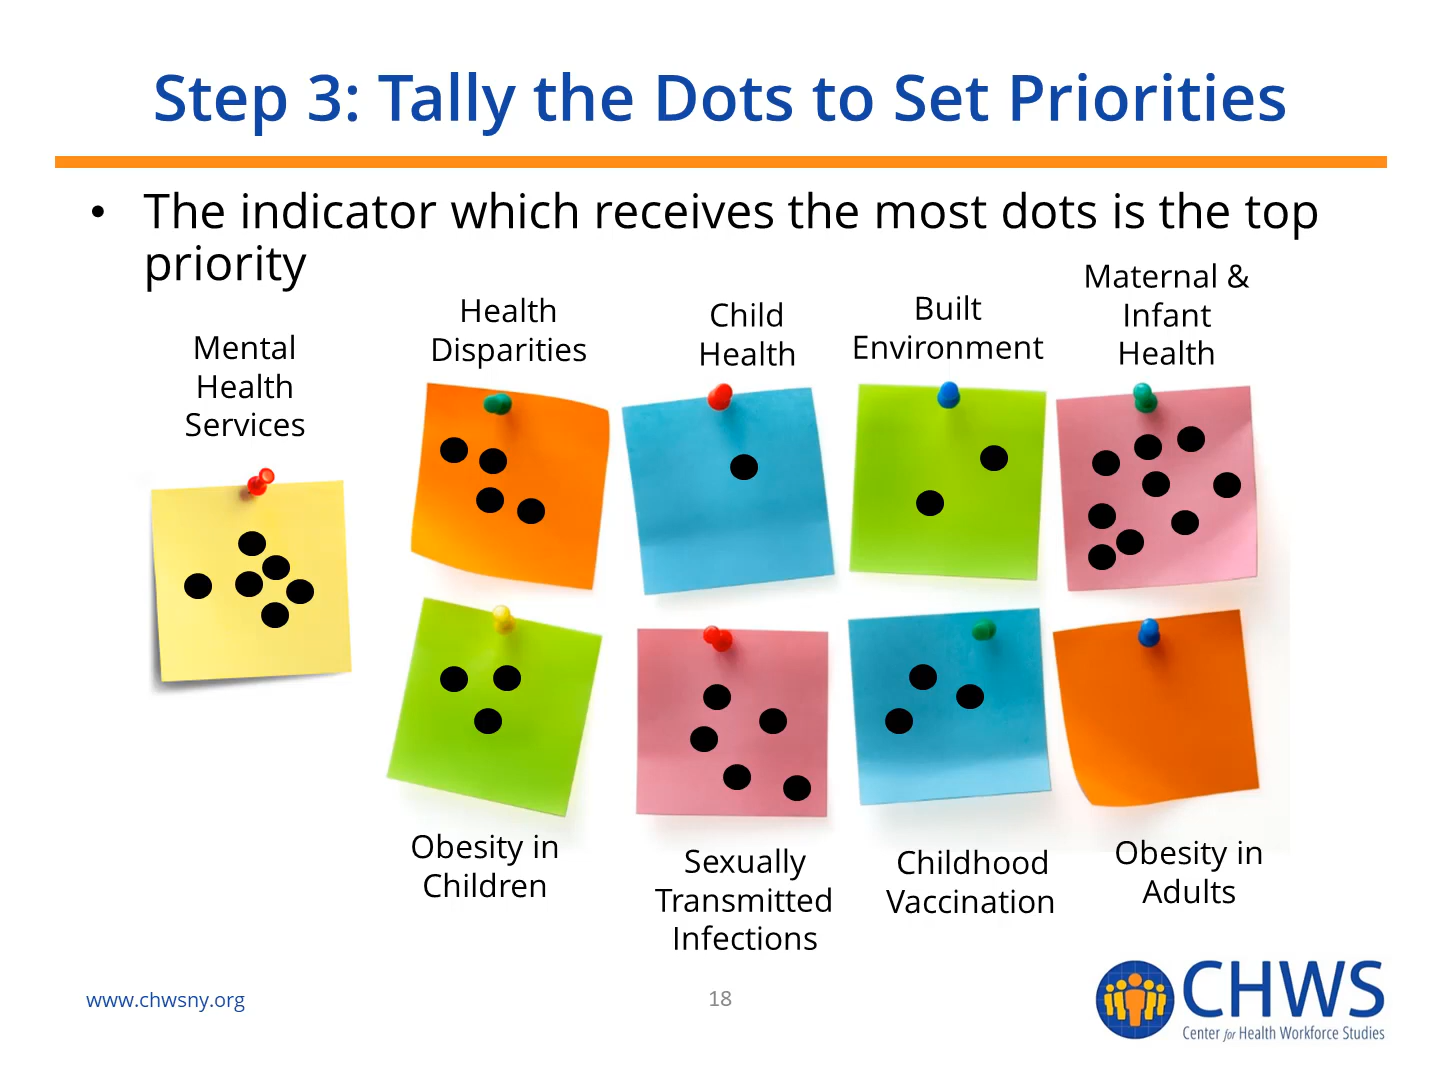 Step 3: Tally the Dots to Set Priorities
• The indicator which receives the most dots is the top
priority
Mental
Health
Services
Health
Disparities
Child
Health
Built
Environment
Maternal &
Infant
Health
Obesity in
Children
Sexually
Transmitted
Infections
Childhood
Vaccination
Obesity in
Adults
www.chwsny.org
18
CHWS
Center for Health Workforce Studies